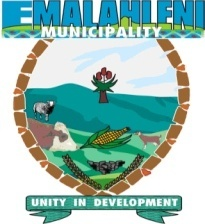 EMALAHLENI
MUNICIPALITY
UNITY IN DEVELOPMENT